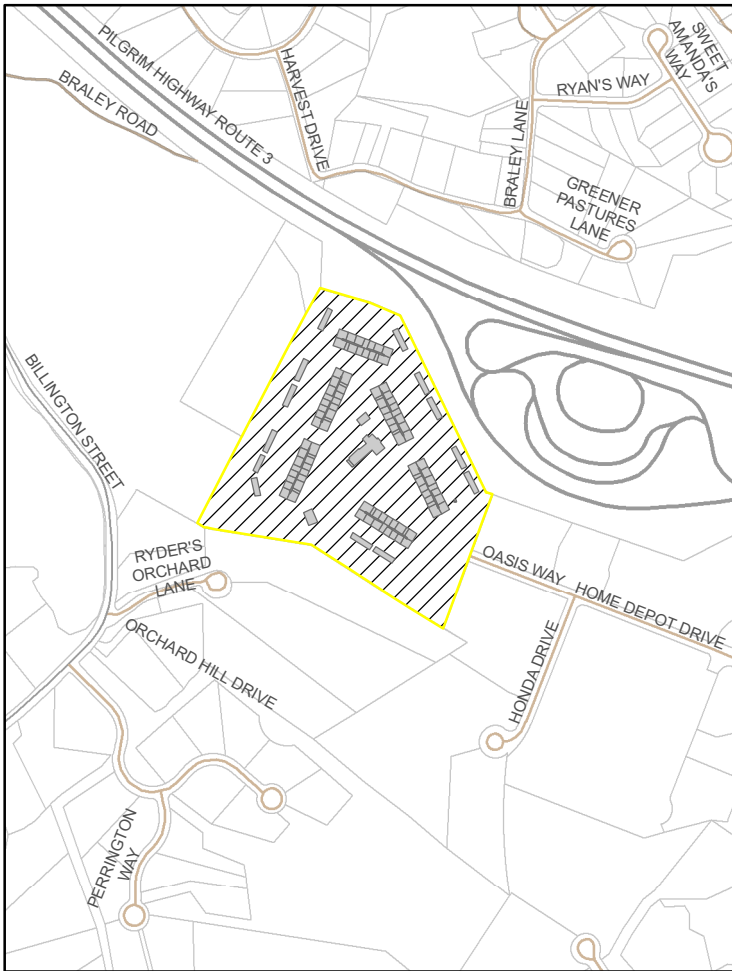 PILGRIM HIGHWAY ROUTE 3
BRALEY ROAD
HARVEST DRIVE
SWEET
AMANDA'S
WAY
RYAN'S WAY
BRALEY LANE
GREENER
PASTURES
LANE
BILLINGTON STREET
RYDER'S
ORCHARD
LANE
OASIS WAY
HOME DEPOT DRIVE
ORCHARD HILL DRIVE
HONDA DRIVE
PERRINGTON
WAY